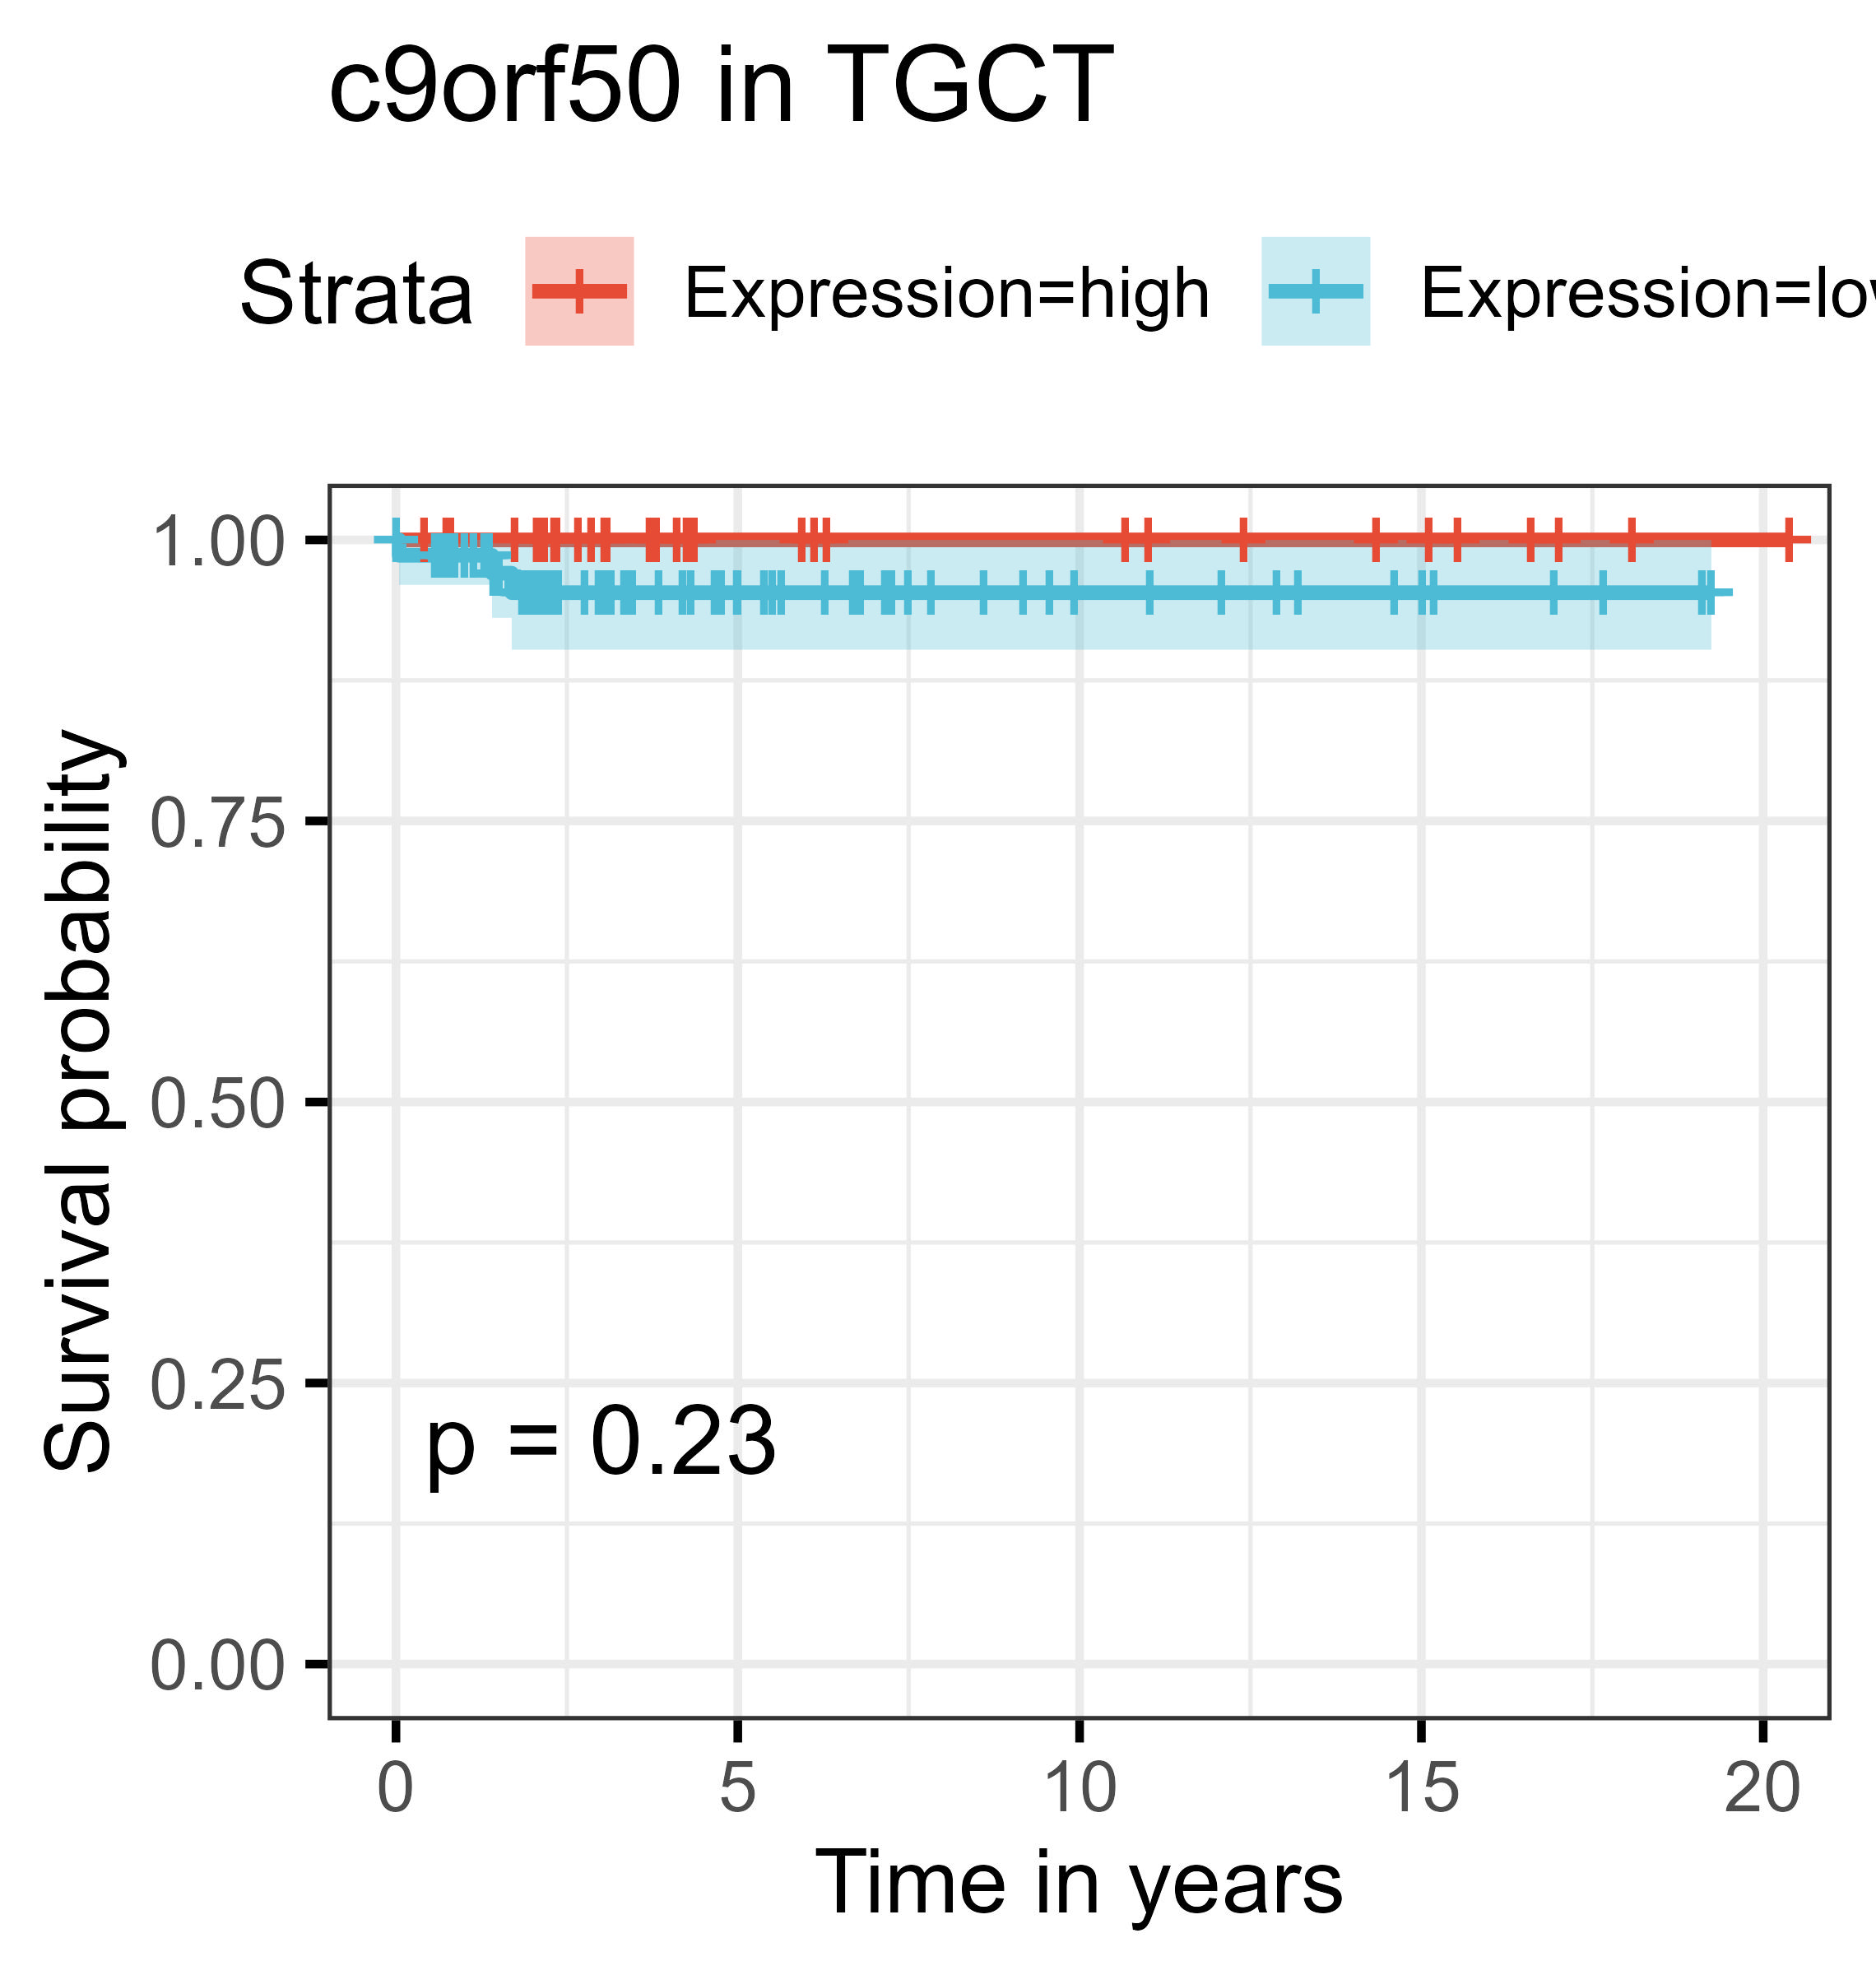 c9orf50 in TGCT
Strata Expression=high Expression=lo
Survival probability
1.00
0.75
0.50
0.25
0.00
p = 0.23
0 5 10 15 20
Time in years